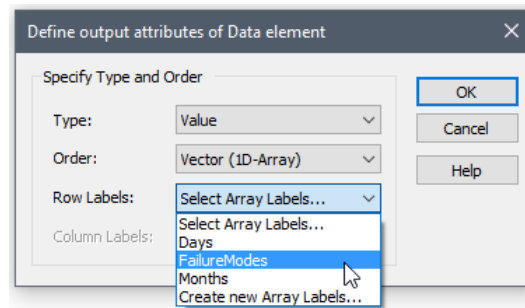 Define output attributes of Data element
Specify Type and Order
Type: Value
Order: Vector (1D-Array)
Row Labels: Select Array Labels...
Column Labels:
Select Array Labels...
Days
FailureModes
Months
Create new Array Labels...
OK
Cancel
Help